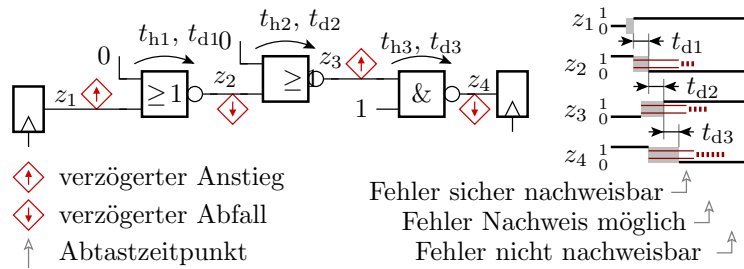 t_h1, t_d1
t_h2, t_d2
t_h3, t_d3
0
0
1
z_1
z_2
z_3
z_4
≥1
≥
&
z_1 1 0
t_d1
z_2 1 0
t_d2
z_3 1 0
t_d3
z_4 1 0
verzögerter Anstieg
verzögerter Abfall
Abtastzeitpunkt
Fehler sicher nachweisbar
Fehler Nachweis möglich
Fehler nicht nachweisbar